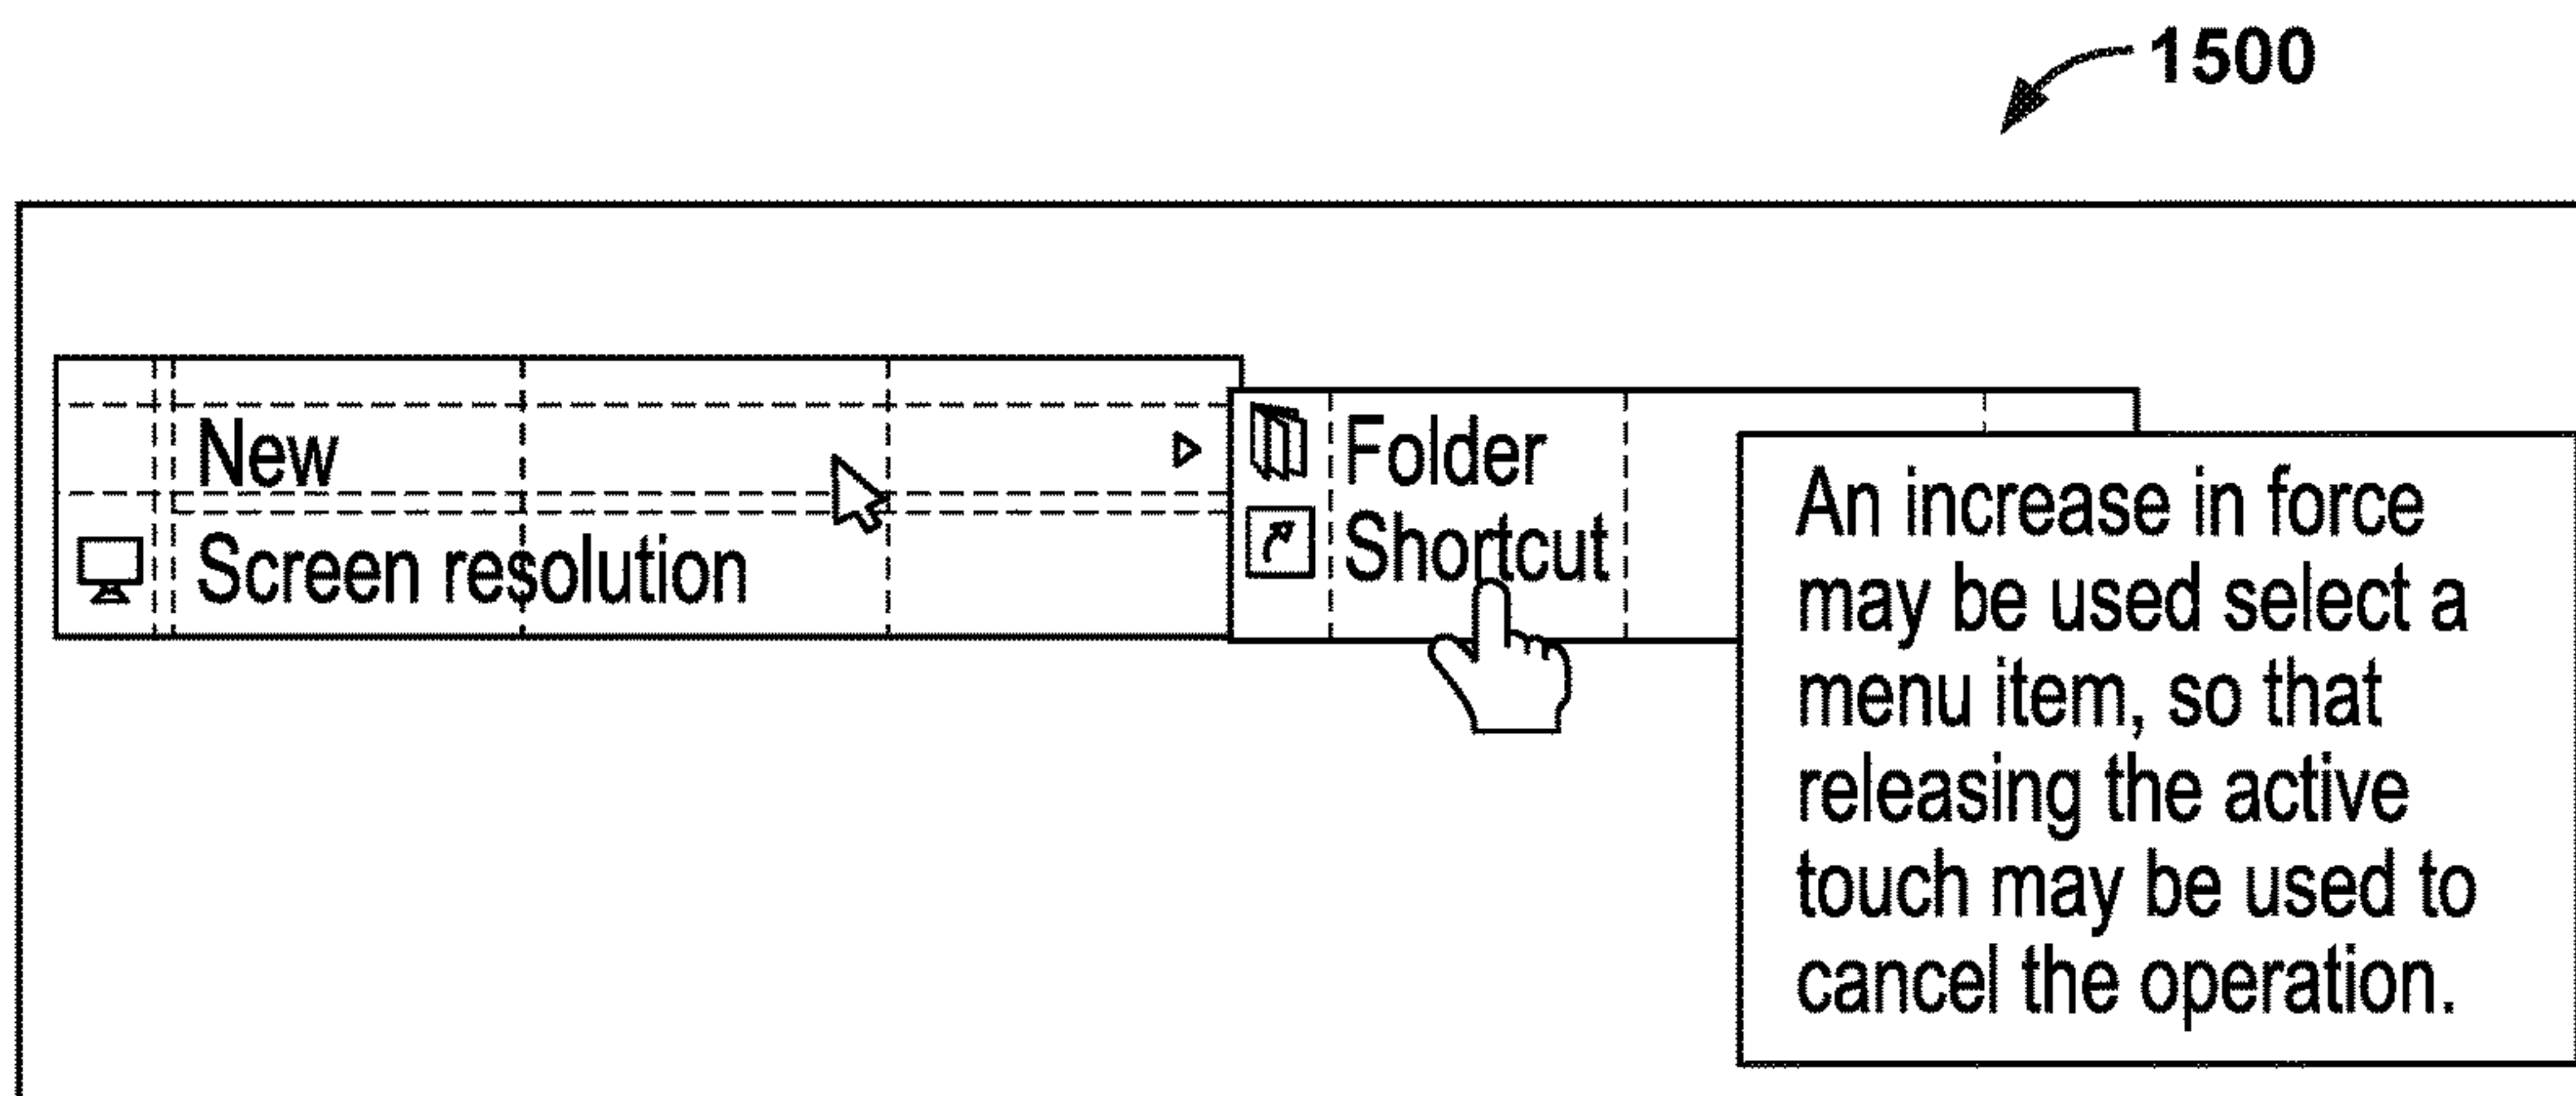 1500
New
Screen resolution
Folder
Shortcut
An increase in force
may be used select a
menu item, so that
releasing the active
touch may be used to
cancel the operation.